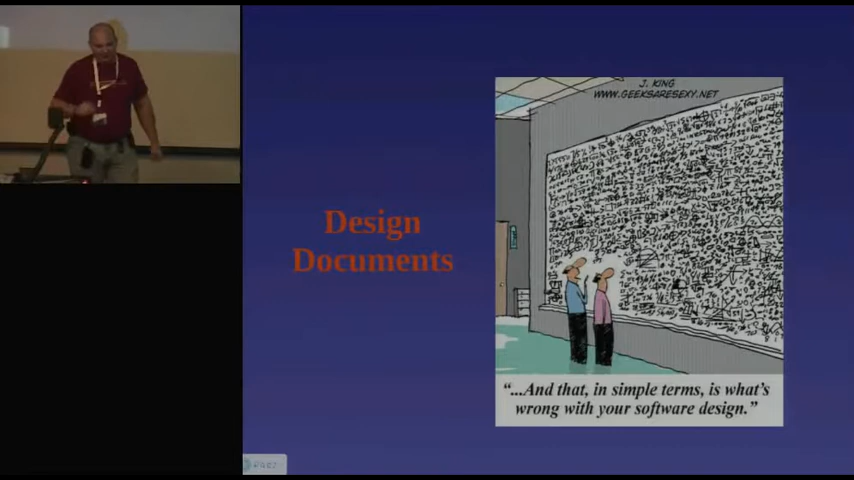 Design
Documents
J. KING
WWW.GEEKSARESEXY.NET
"...And that, in simple terms, is what's
wrong with your software design."